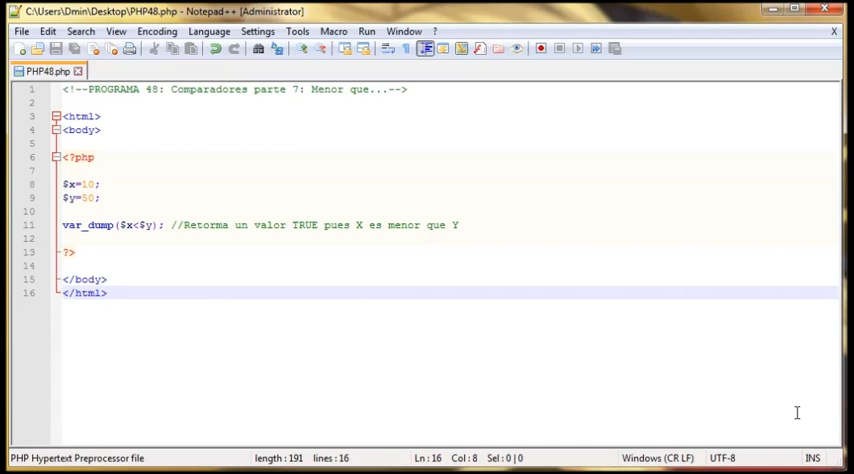 C:\Users\Dmin\Desktop\PHP48.php - Notepad++ [Administrator]
File Edit Search View Encoding Language Settings Tools Macro Run Window ? X
PHP48.php
1 <!--PROGRAMA 48: Comparadores parte 7: Menor que...-->
2
3 <html>
4 <body>
5
6 <?php
7
8 $x=10;
9 $y=50;
10
11 var_dump($x<$y); //Retorma un valor TRUE pues X es menor que Y
12
13 ?>
14
15 </body>
16 </html>
PHP Hypertext Preprocessor file length : 191 lines : 16 Ln : 16 Col : 8 Sel : 0 | 0 Windows (CR LF) UTF-8 INS